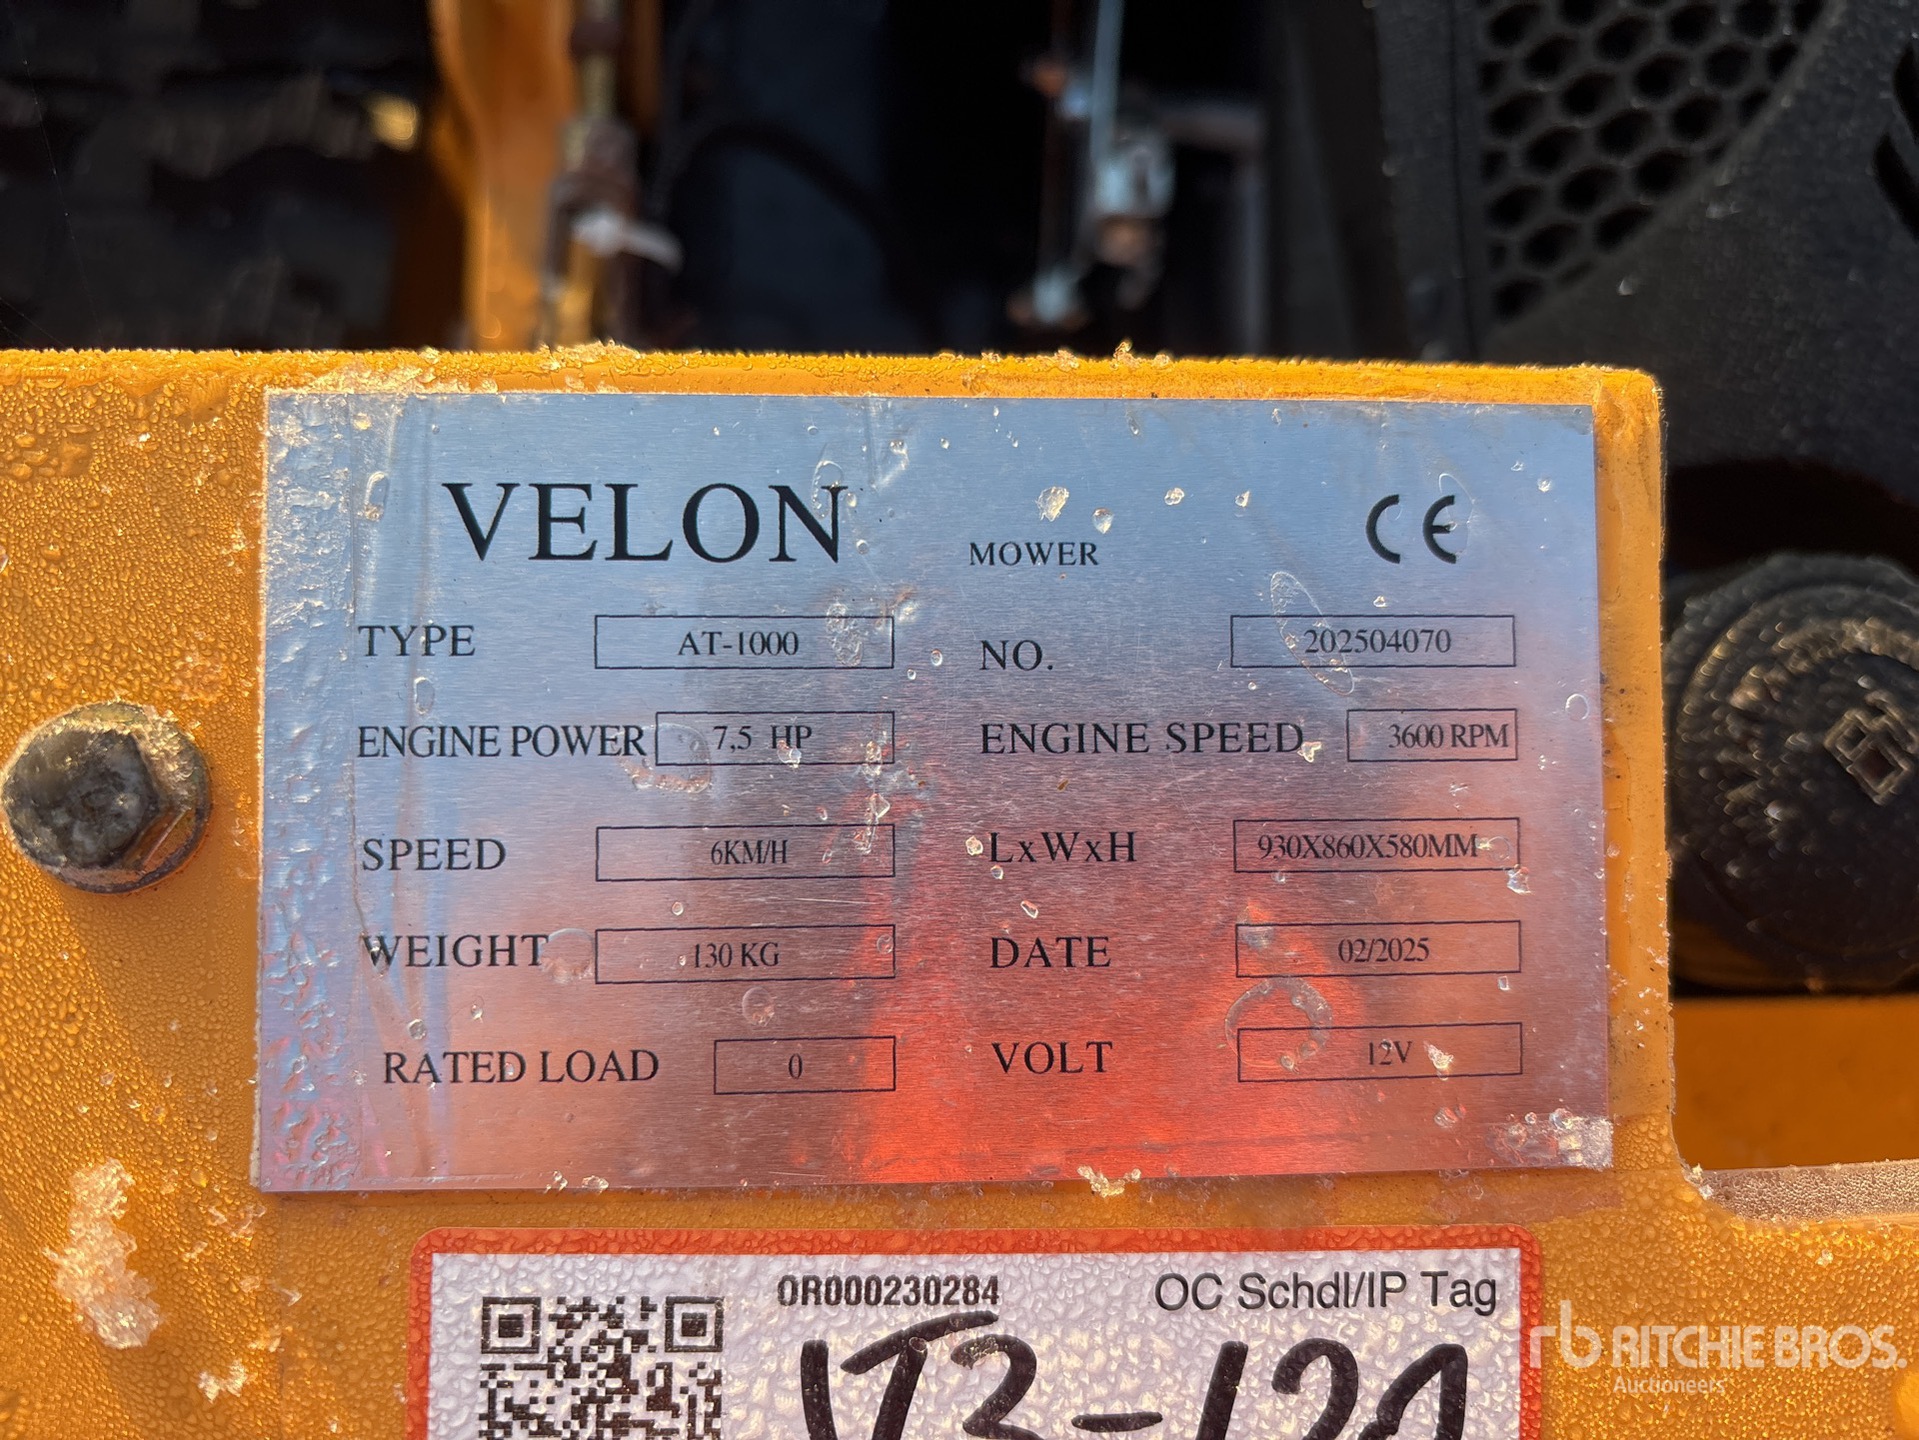 VELON MOWER CE
TYPE AT-1000 NO. 202504070
ENGINE POWER 7,5 HP ENGINE SPEED 3600 RPM
SPEED 6KM/H LxWxH 930X860X580MM
WEIGHT 130 KG DATE 02/2025
RATED LOAD 0 VOLT 12V
OR000230284 OC Schdl/IP Tag
rb RITCHIE BROS.
Auctioneers